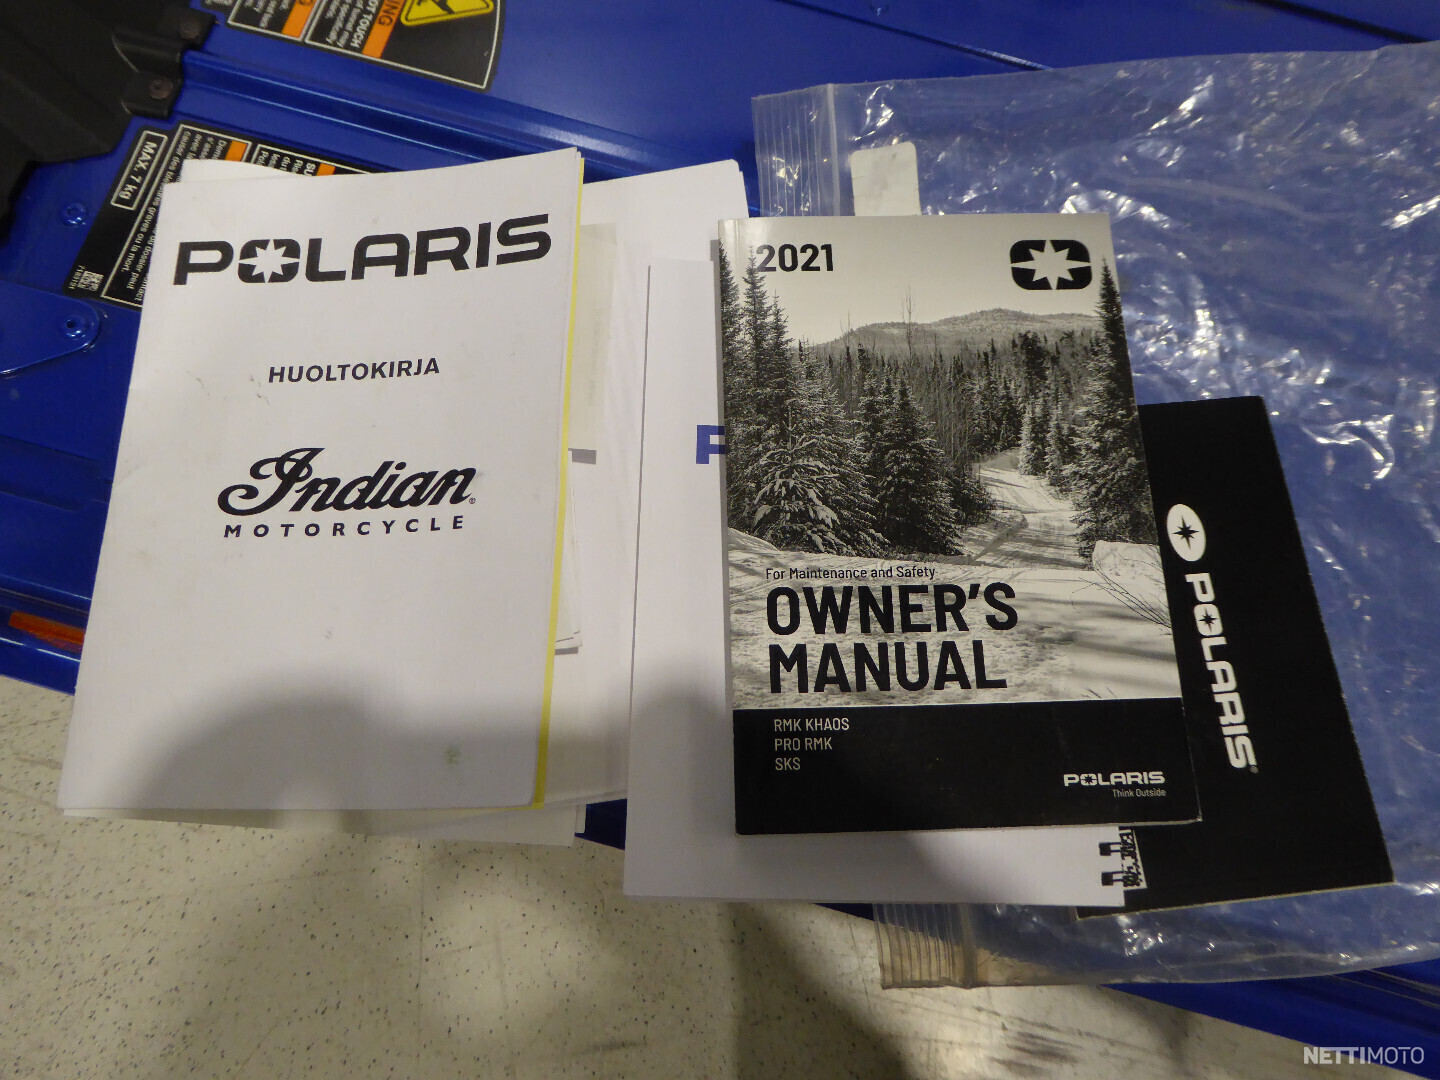 WARNING
MAX. 7 kg
POLARIS
HUOLTOKIRJA
Indian®
MOTORCYCLE
2021
For Maintenance and Safety
OWNER'S
MANUAL
RMK KHAOS
PRO RMK
SKS
POLARIS
Think Outside
POLARIS®
NETTIMOTO